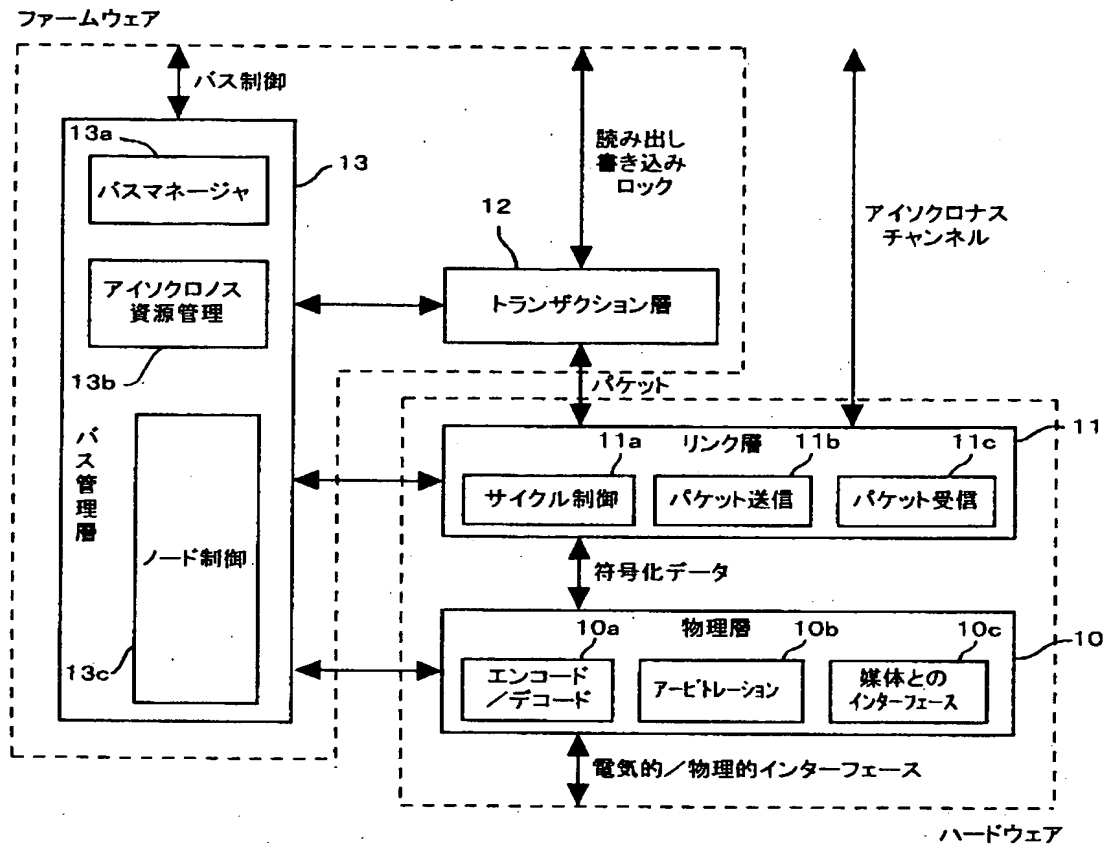 ファームウェア
バス制御
13a
13
バスマネージャ
読み出し
書き込み
ロック
アイソクロナス
チャンネル
12
アイソクロノス
資源管理
トランザクション層
13b
パケット
バス管理層
11a
リンク層
11b
11c
11
サイクル制御
パケット送信
パケット受信
ノード制御
符号化データ
10a
物理層
10b
10c
10
13c
エンコード
／デコード
アービトレーション
媒体との
インターフェース
電気的／物理的インターフェース
ハードウェア